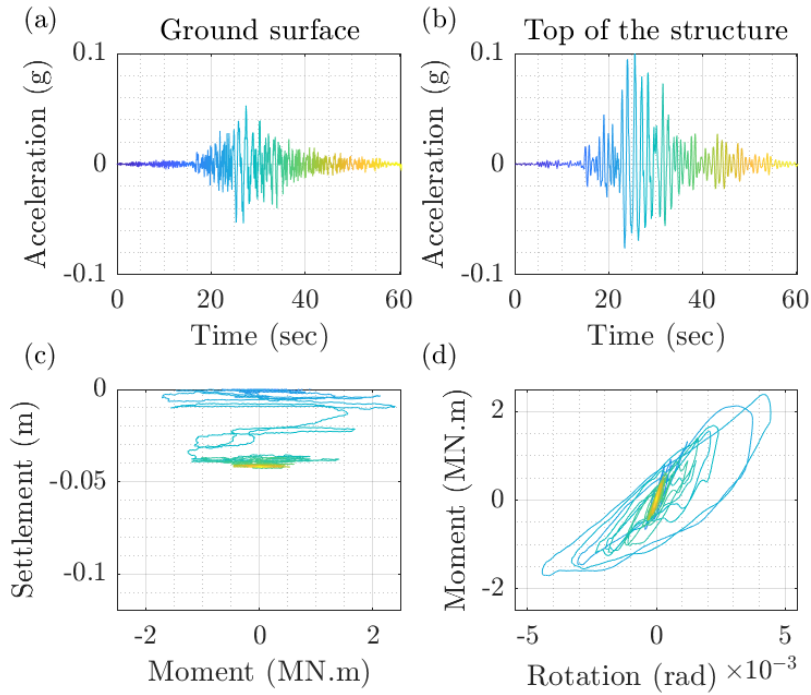 (a)
Ground surface
Acceleration (g)
0.1
0
-0.1
0 20 40 60
Time (sec)
(b)
Top of the structure
Acceleration (g)
0.1
0
-0.1
0 20 40 60
Time (sec)
(c)
Settlement (m)
0
-0.05
-0.1
-2 0 2
Moment (MN.m)
(d)
Moment (MN.m)
2
0
-2
-5 0 5
×10⁻³
Rotation (rad)